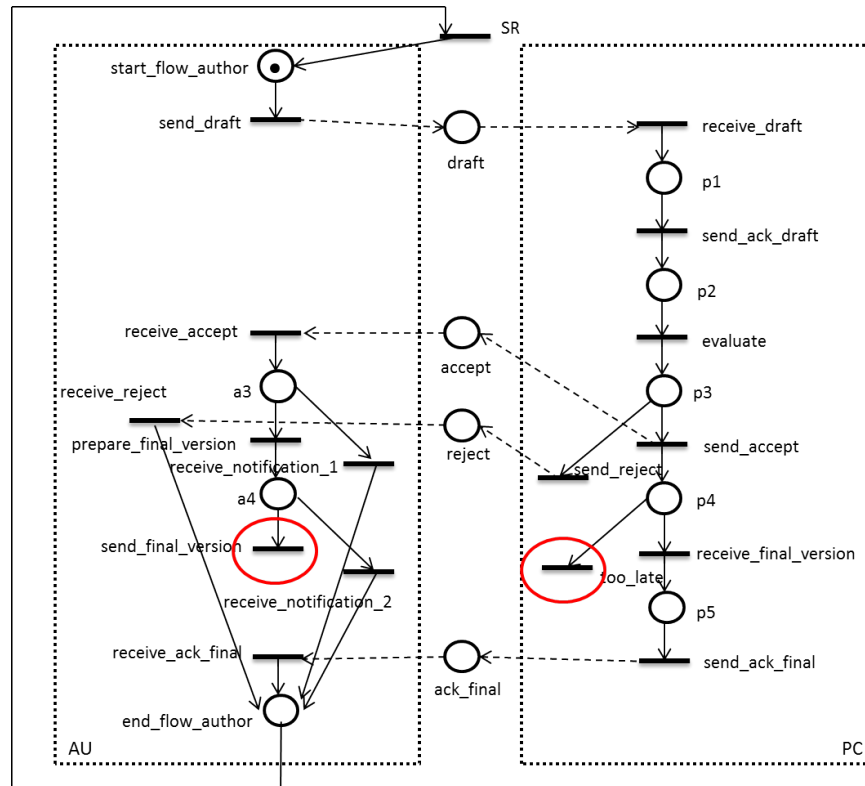 SR
start_flow_author
send_draft
draft
receive_draft
p1
send_ack_draft
p2
receive_accept
accept
evaluate
a3
p3
receive_reject
prepare_final_version
reject
send_accept
receive_notification_1
send_reject
a4
p4
send_final_version
receive_final_version
too_late
receive_notification_2
p5
receive_ack_final
send_ack_final
ack_final
end_flow_author
AU
PC